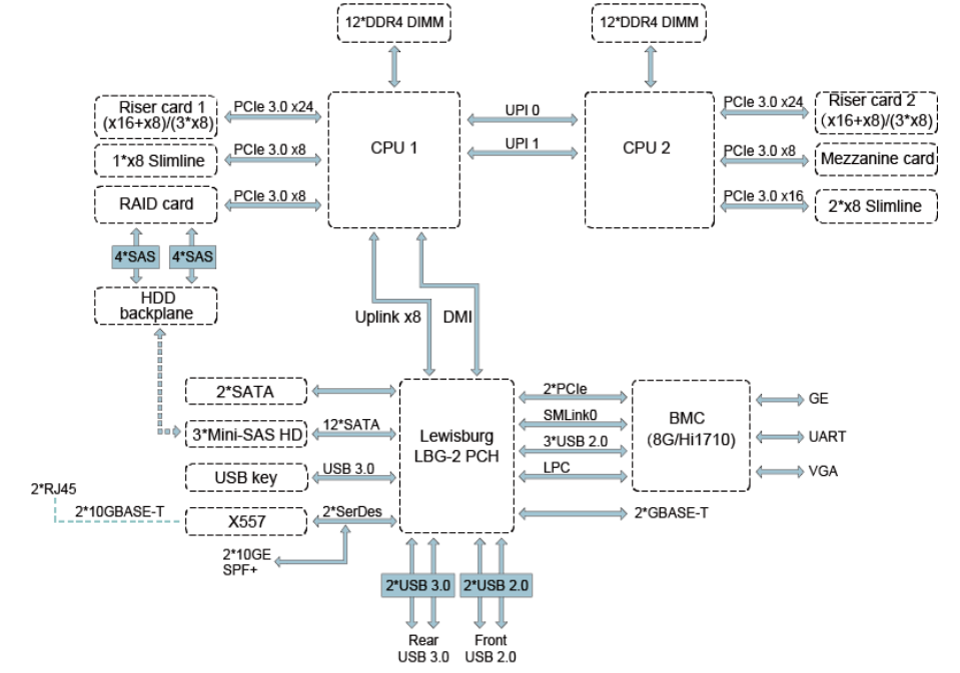 12*DDR4 DIMM
12*DDR4 DIMM
Riser card 1
(x16+x8)/(3*x8)
PCIe 3.0 x24
CPU 1
UPI 0
UPI 1
CPU 2
PCIe 3.0 x24
Riser card 2
(x16+x8)/(3*x8)
1*x8 Slimline
PCIe 3.0 x8
PCIe 3.0 x8
Mezzanine card
RAID card
PCIe 3.0 x8
PCIe 3.0 x16
2*x8 Slimline
4*SAS
4*SAS
HDD
backplane
Uplink x8
DMI
2*SATA
3*Mini-SAS HD
12*SATA
USB key
USB 3.0
X557
2*SerDes
2*RJ45
2*10GBASE-T
2*10GE
SPF+
Lewisburg
LBG-2 PCH
2*PCIe
SMLink0
3*USB 2.0
LPC
BMC
(8G/Hi1710)
GE
UART
VGA
2*GBASE-T
2*USB 3.0
2*USB 2.0
Rear
USB 3.0
Front
USB 2.0